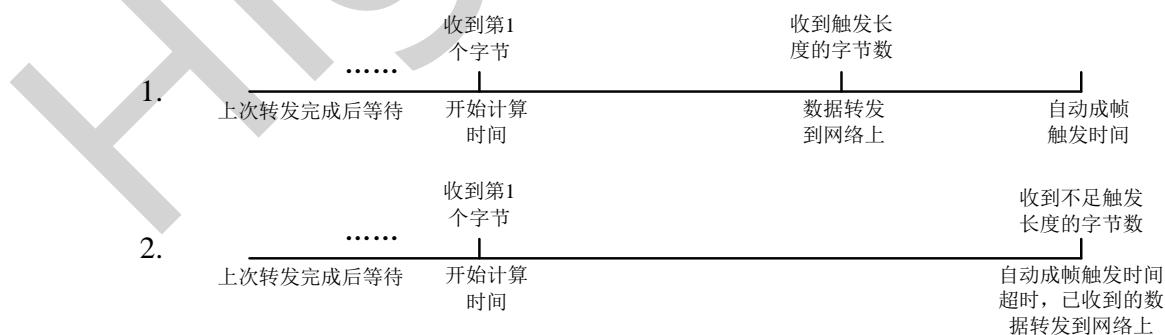 收到第1
个字节
收到触发长
度的字节数
……
1.
上次转发完成后等待
开始计算
时间
数据转发
到网络上
自动成帧
触发时间
收到第1
个字节
收到不足触发
长度的字节数
……
2.
上次转发完成后等待
开始计算
时间
自动成帧触发时间
超时，已收到的数
据转发到网络上